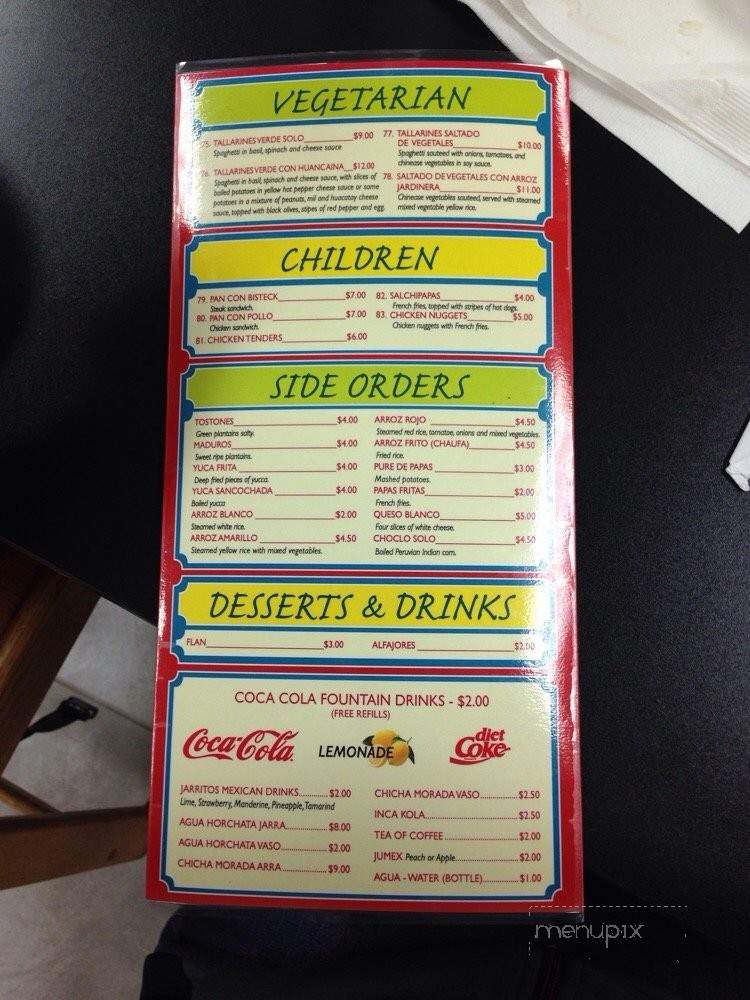 VEGETARIAN
75. TALLARINES VERDE SOLO $9.00
Spaghetti in basil, spinach and cheese sauce
76. TALLARINES VERDE CON HUANCAINA $12.00
Spaghetti in basil, spinach and cheese sauce, with slices of
boiled potatoes in yellow hot pepper cheese sauce or same
potatoes in a mixture of peanuts, mil and huacatay cheese
sauce, topped with black olives, stipes of red pepper and egg.
77. TALLARINES SALTADO
DE VEGETALES $10.00
Spaghetti sauteed with onions, tomatoes, and
chinease vegetables in soy sauce.
78. SALTADO DE VEGETALES CON ARROZ
JARDINERA $11.00
Chinease vegetables sauteed, served with steamed
mixed vegetable yellow rice.
CHILDREN
79. PAN CON BISTECK $7.00
Steak sandwich.
80. PAN CON POLLO $7.00
Chicken sandwich.
81. CHICKEN TENDERS $6.00
82. SALCHIPAPAS $4.00
French fries, topped with stripes of hot dogs.
83. CHICKEN NUGGETS $5.00
Chicken nuggets with French fries.
SIDE ORDERS
TOSTONES $4.00
Green plantains salty.
MADUROS $4.00
Sweet ripe plantains.
YUCA FRITA $4.00
Deep fried pieces of yucca.
YUCA SANCOCHADA $4.00
Boiled yucca
ARROZ BLANCO $2.00
Steamed white rice.
ARROZ AMARILLO $4.50
Steamed yellow rice with mixed vegetables.
ARROZ ROJO $4.50
Steamed red rice, tomatoe, onions and mixed vegetables.
ARROZ FRITO (CHAUFA) $4.50
Fried rice.
PURE DE PAPAS $3.00
Mashed potatoes.
PAPAS FRITAS $2.00
French fries.
QUESO BLANCO $5.00
Four slices of white cheese.
CHOCLO SOLO $4.50
Boiled Peruvian Indian corn.
DESSERTS & DRINKS
FLAN $3.00
ALFAJORES $2.00
COCA COLA FOUNTAIN DRINKS - $2.00
(FREE REFILLS)
Coca-Cola
LEMONADE
diet
Coke
JARRITOS MEXICAN DRINKS $2.00
Lime, Strawberry, Manderine, Pineapple, Tamarind
AGUA HORCHATA JARRA $8.00
AGUA HORCHATA VASO $2.00
CHICHA MORADA ARRA $9.00
CHICHA MORADA VASO $2.50
INCA KOLA $2.50
TEA OF COFFEE $2.00
JUMEX Peach or Apple $2.00
AGUA - WATER (BOTTLE) $1.00
menupix